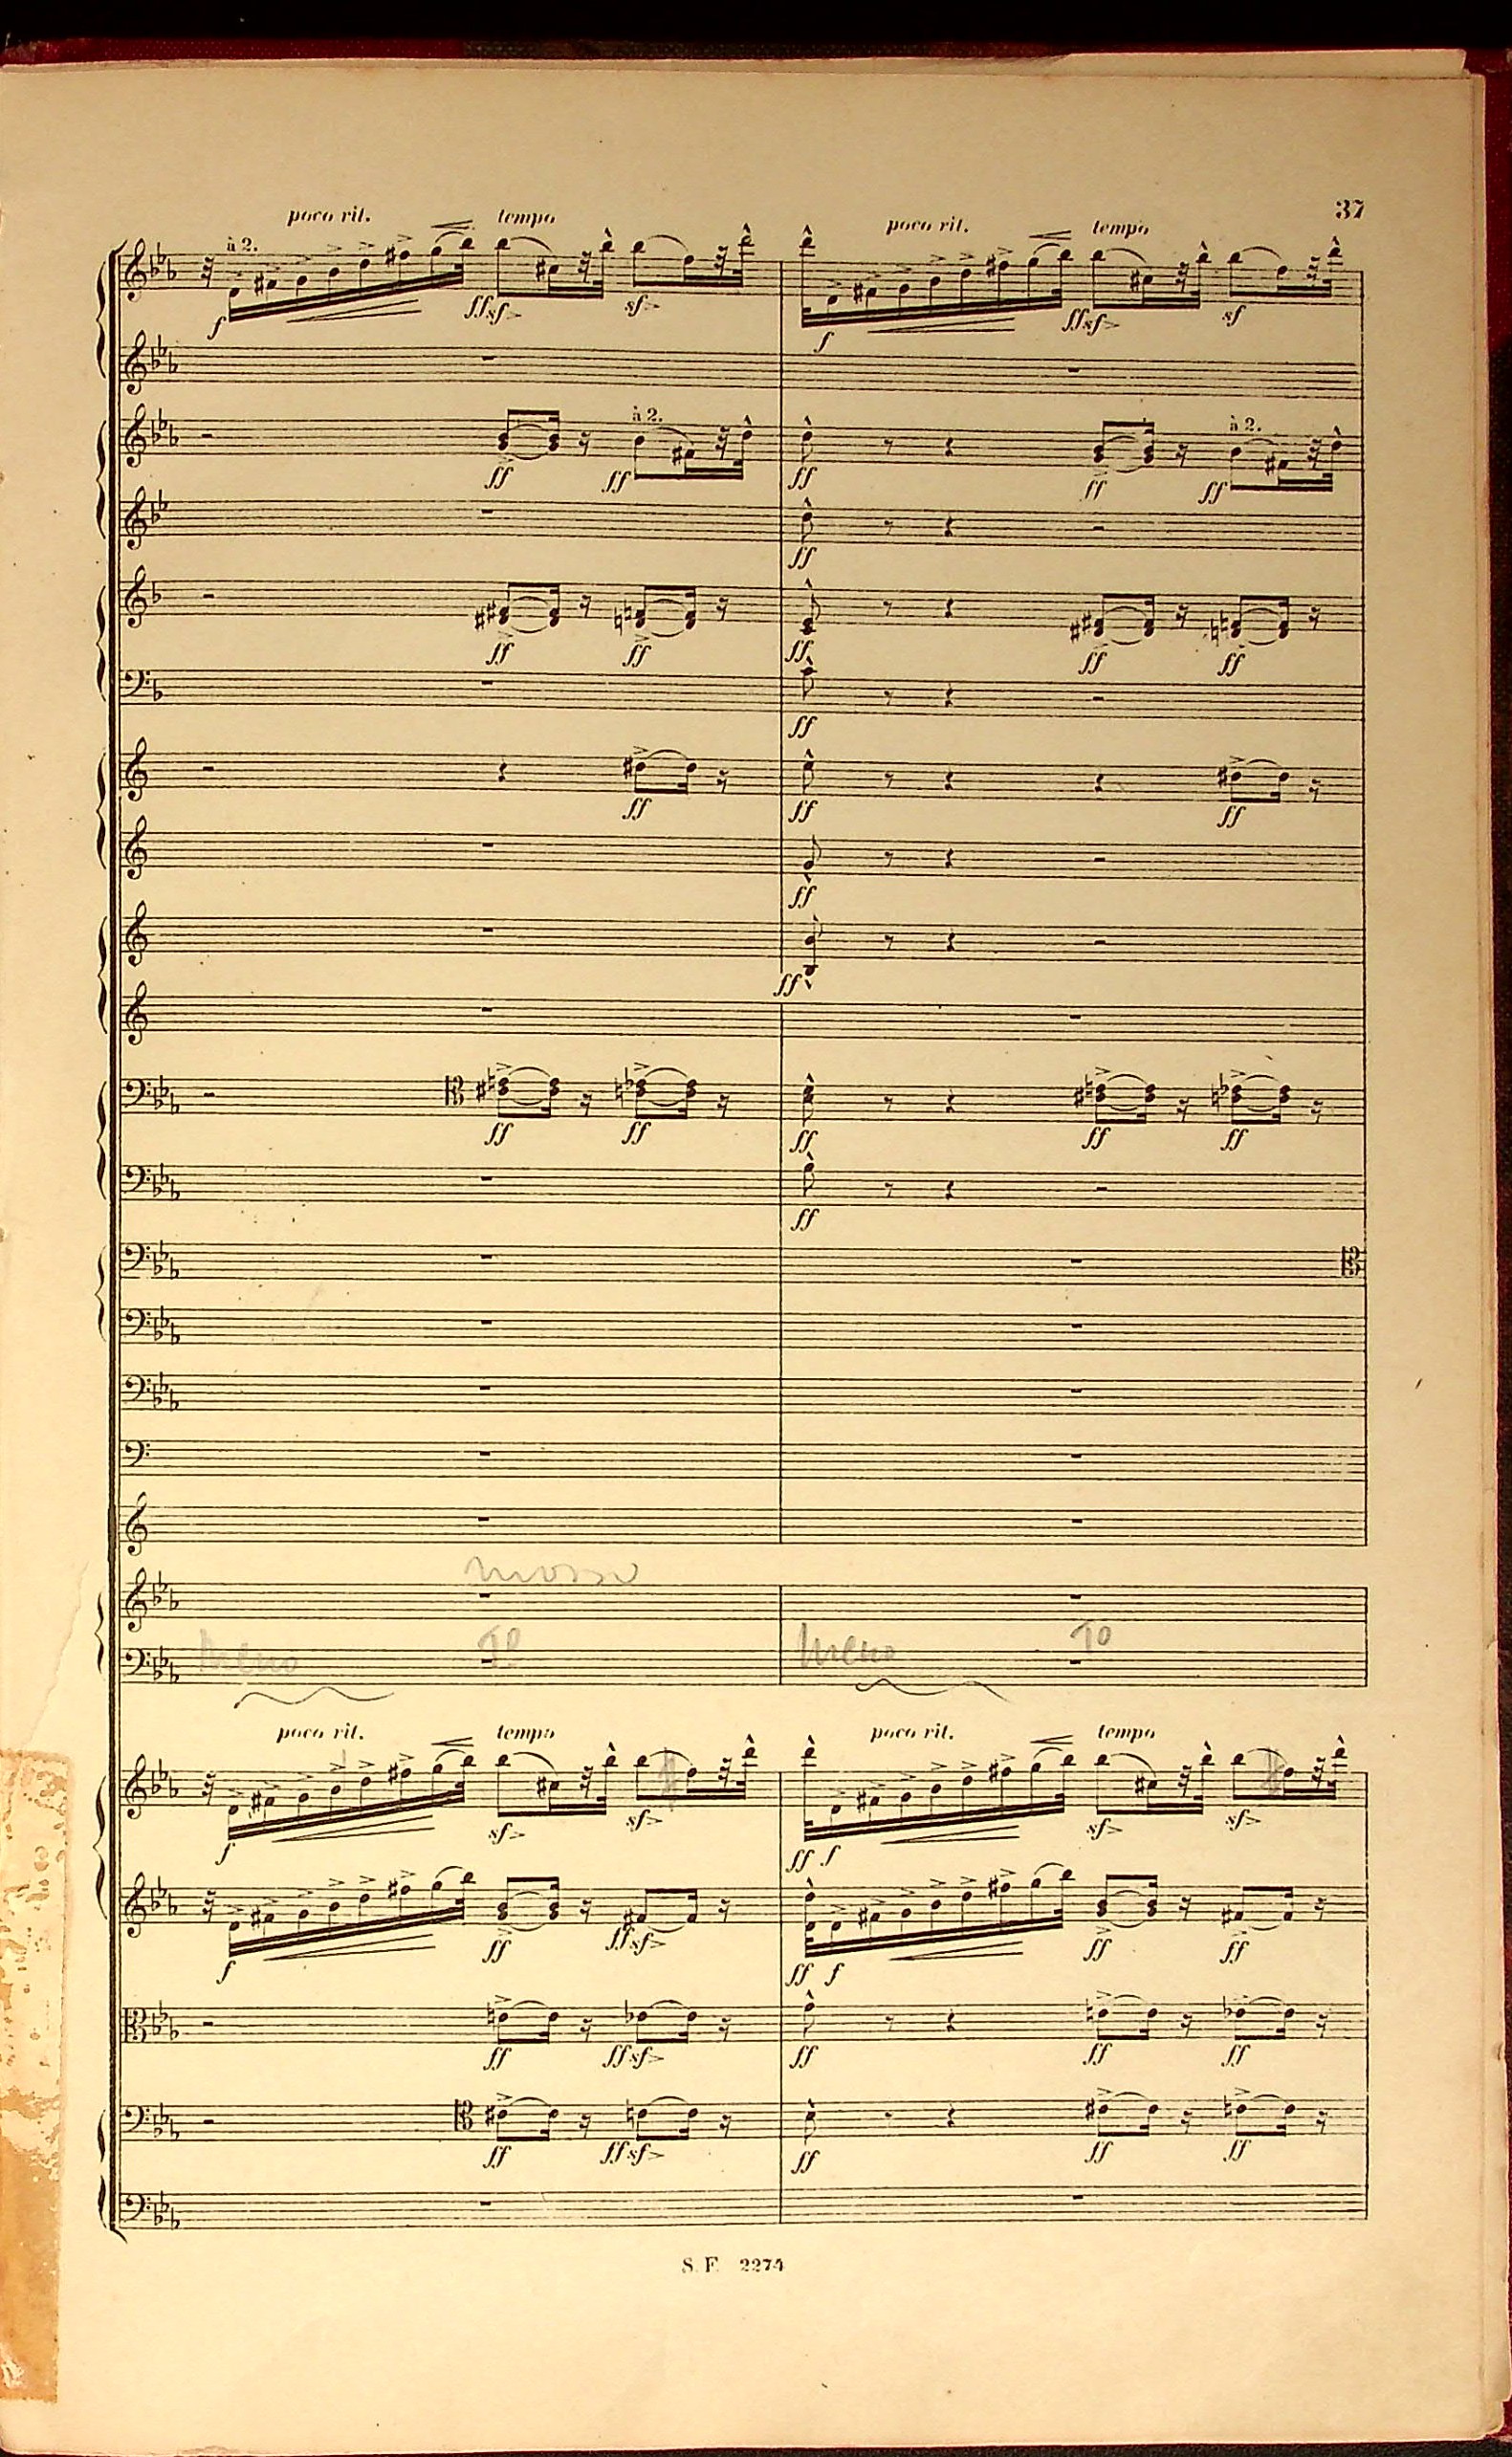 37
poco rit. tempo poco rit. tempo
à 2.
f ff sf f ff sf sf
sf
à 2. à 2.
ff ff ff ff ff
ff
ff ff ff ff ff
ff
ff ff ff
ff
ff
ff ff ff ff ff
ff
mosso
Meno Tº Meno Tº
poco rit. tempo poco rit. tempo
f sf sf ff f sf sf
f ff ff sf ff f ff ff
ff ff sf ff ff ff
ff ff sf ff ff ff
S. F. 2274